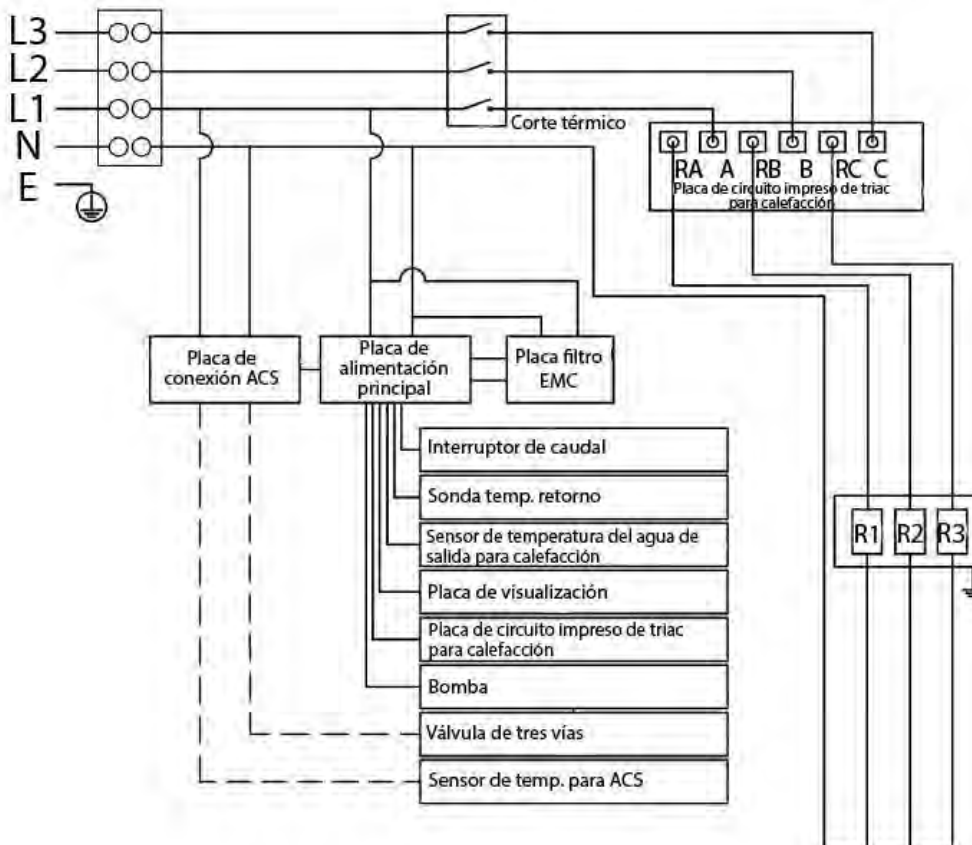 L3
L2
L1
N
E
Corte térmico
RA A RB B RC C
Placa de circuito impreso de triac
para calefacción
Placa de
conexión ACS
Placa de
alimentación
principal
Placa filtro
EMC
Interruptor de caudal
Sonda temp. retorno
Sensor de temperatura del agua de
salida para calefacción
Placa de visualización
Placa de circuito impreso de triac
para calefacción
Bomba
Válvula de tres vías
Sensor de temp. para ACS
R1 R2 R3